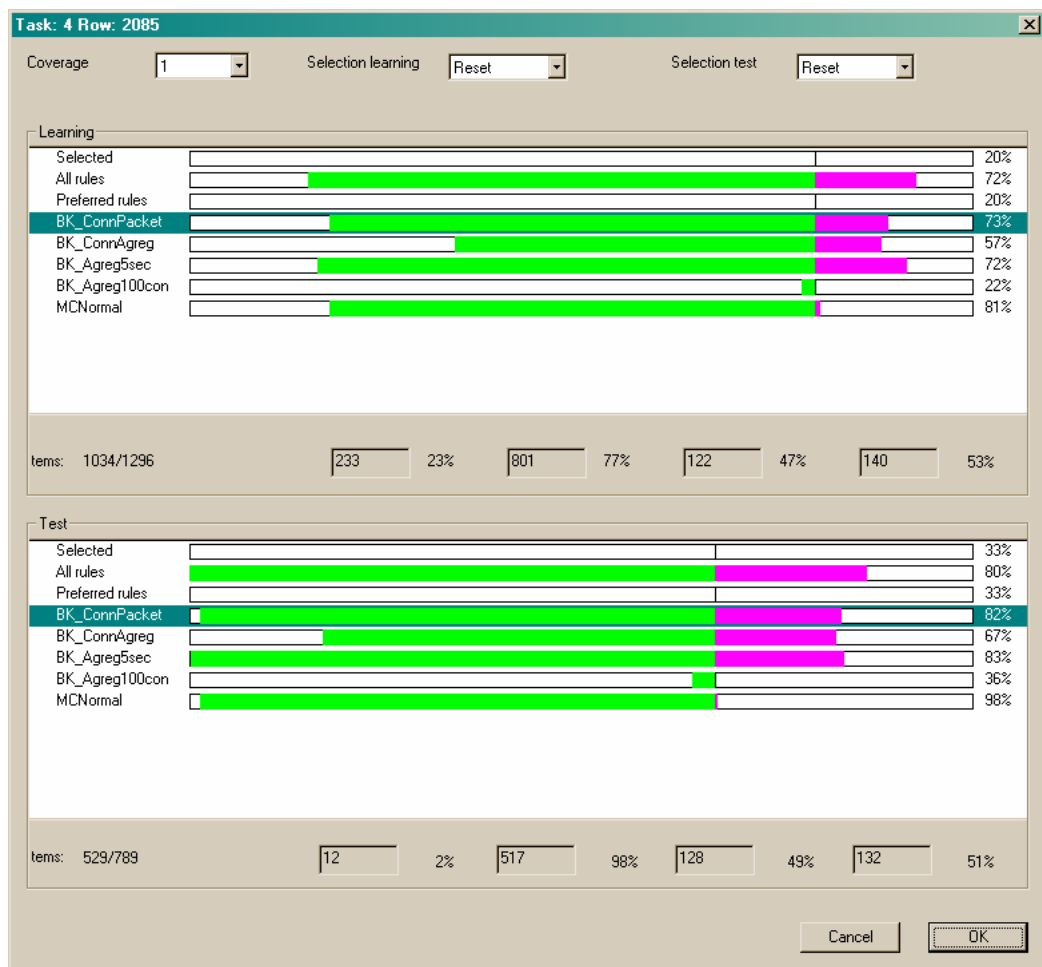 Task: 4 Row: 2085
Coverage 1 Selection learning Reset Selection test Reset
Learning
Selected 20%
All rules 72%
Preferred rules 20%
BK_ConnPacket 73%
BK_ConnAgreg 57%
BK_Agreg5sec 72%
BK_Agreg100con 22%
MCNormal 81%
tems: 1034/1296 233 23% 801 77% 122 47% 140 53%
Test
Selected 33%
All rules 80%
Preferred rules 33%
BK_ConnPacket 82%
BK_ConnAgreg 67%
BK_Agreg5sec 83%
BK_Agreg100con 36%
MCNormal 98%
tems: 529/789 12 2% 517 98% 128 49% 132 51%
Cancel OK